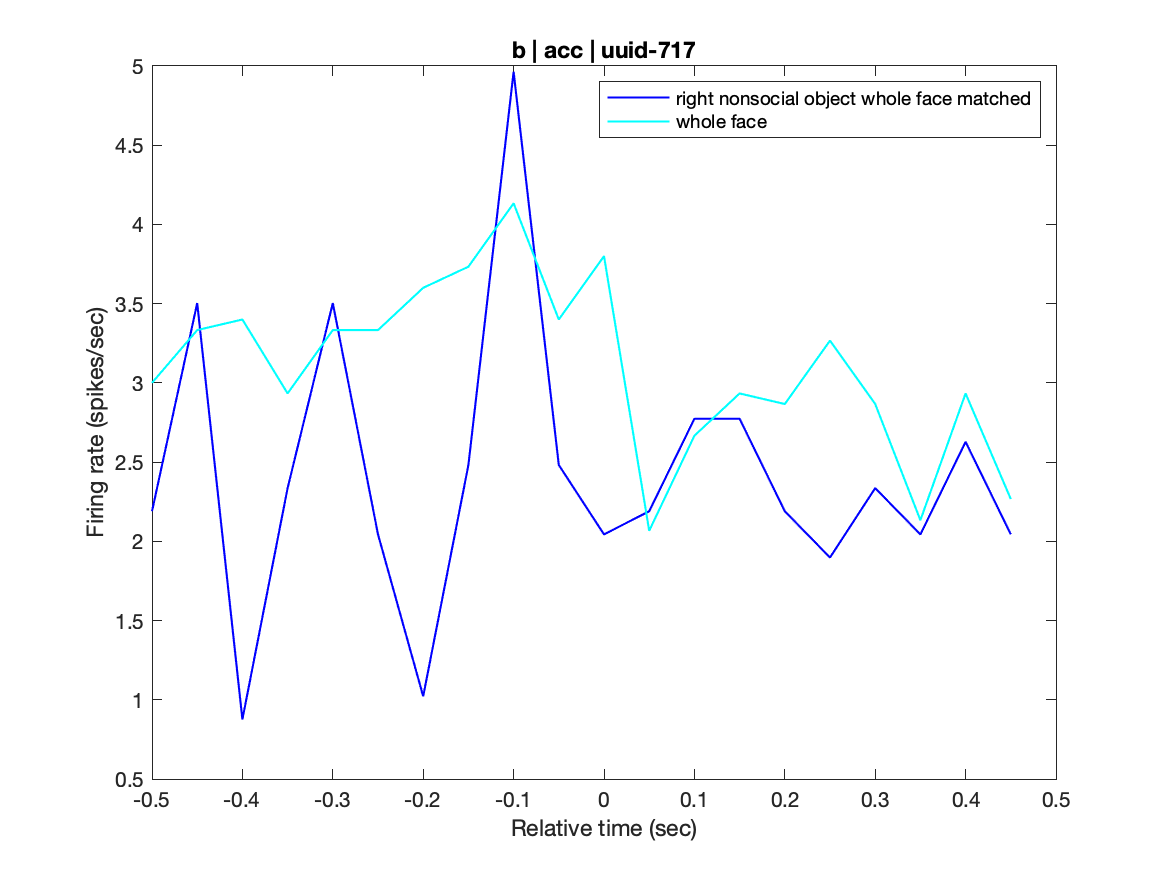 b | acc | uuid-717
right nonsocial object whole face matched
whole face
Firing rate (spikes/sec)
5
4.5
4
3.5
3
2.5
2
1.5
1
0.5
-0.5 -0.4 -0.3 -0.2 -0.1 0 0.1 0.2 0.3 0.4 0.5
Relative time (sec)